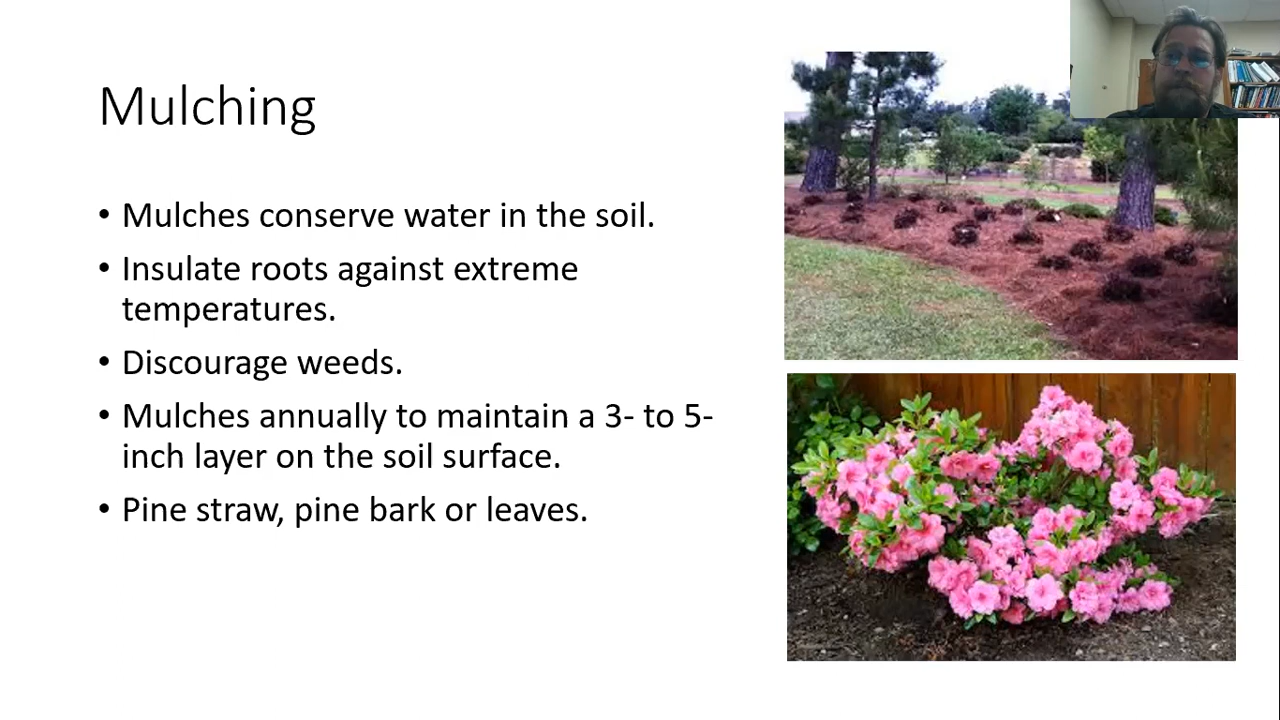 Mulching
• Mulches conserve water in the soil.
• Insulate roots against extreme
temperatures.
• Discourage weeds.
• Mulches annually to maintain a 3- to 5-
inch layer on the soil surface.
• Pine straw, pine bark or leaves.